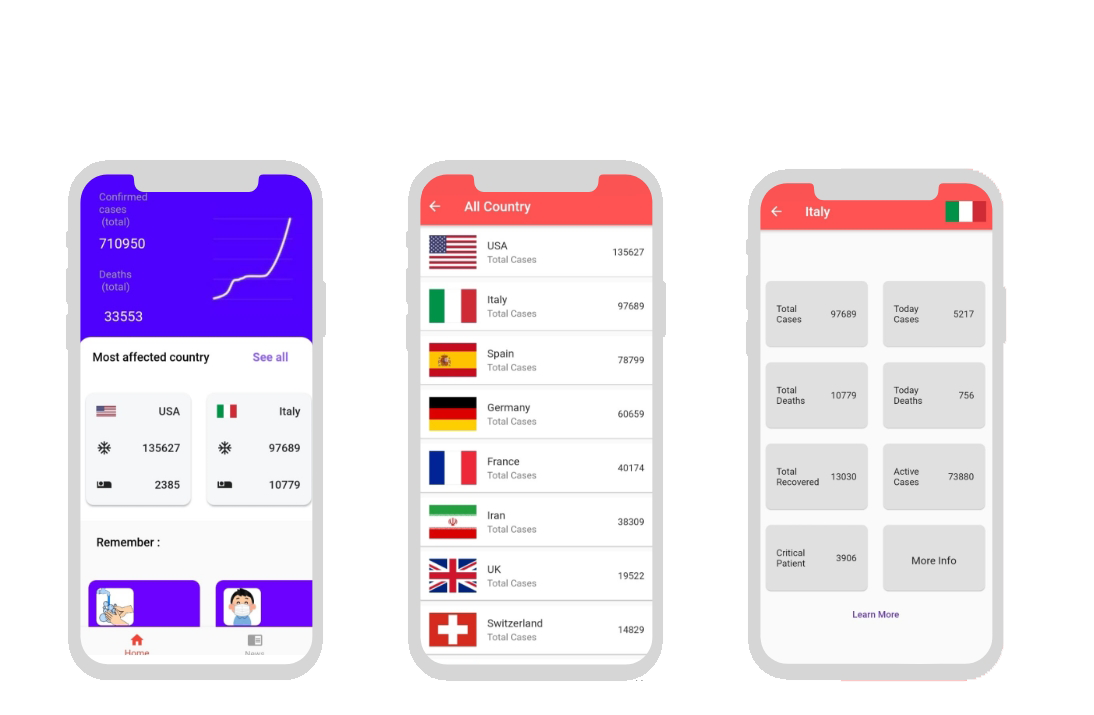 Confirmed
cases
(total)
710950
Deaths
(total)
33553
Most affected country See all
USA
135627
2385
Italy
97689
10779
Remember :
Home
News
All Country
USA
Total Cases
135627
Italy
Total Cases
97689
Spain
Total Cases
78799
Germany
Total Cases
60659
France
Total Cases
40174
Iran
Total Cases
38309
UK
Total Cases
19522
Switzerland
Total Cases
14829
Italy
Total
Cases
97689
Today
Cases
5217
Total
Deaths
10779
Today
Deaths
756
Total
Recovered
13030
Active
Cases
73880
Critical
Patient
3906
More Info
Learn More